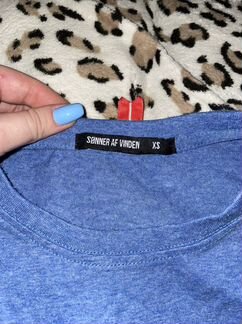 SØNNER AF VINDEN XS